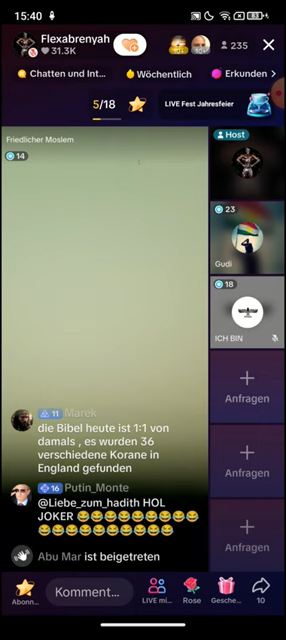 15:40
83
Flexabrenyah
31.3K
235
Chatten und Int...
Wöchentlich
Erkunden
5/18
LIVE Fest Jahresfeier
Friedlicher Moslem
14
Host
23
Gudi
18
ICH BIN
Anfragen
Anfragen
Anfragen
11 Marek
die Bibel heute ist 1:1 von
damals , es wurden 36
verschiedene Korane in
England gefunden
16 Putin_Monte
@Liebe_zum_hadith HOL
JOKER 😂😂😂😂😂😂😂😂😂
😂😂😂😂😂😂😂😂😂😂
Abu Mar ist beigetreten
Abonn...
Komment...
LIVE mi...
Rose
Gesche...
10